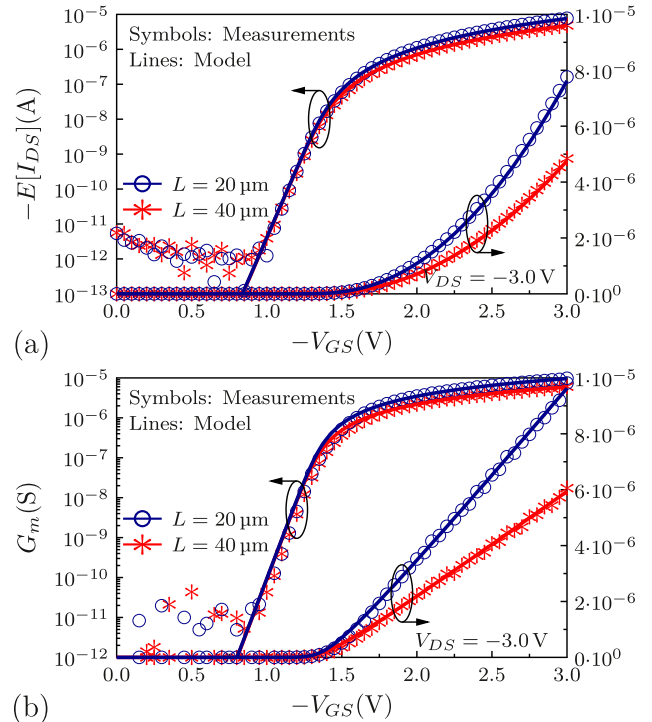 10⁻⁵
10⁻⁶
10⁻⁷
10⁻⁸
10⁻⁹
10⁻¹⁰
10⁻¹¹
10⁻¹²
10⁻¹³
−E[I_DS](A)
Symbols: Measurements
Lines: Model
L = 20 µm
L = 40 µm
V_DS = −3.0 V
1·10⁻⁵
8·10⁻⁶
6·10⁻⁶
4·10⁻⁶
2·10⁻⁶
0·10⁰
0.0 0.5 1.0 1.5 2.0 2.5 3.0
−V_GS(V)
(a)
10⁻⁵
10⁻⁶
10⁻⁷
10⁻⁸
10⁻⁹
10⁻¹⁰
10⁻¹¹
10⁻¹²
G_m(S)
Symbols: Measurements
Lines: Model
L = 20 µm
L = 40 µm
V_DS = −3.0 V
1·10⁻⁵
8·10⁻⁶
6·10⁻⁶
4·10⁻⁶
2·10⁻⁶
0·10⁰
0.0 0.5 1.0 1.5 2.0 2.5 3.0
−V_GS(V)
(b)